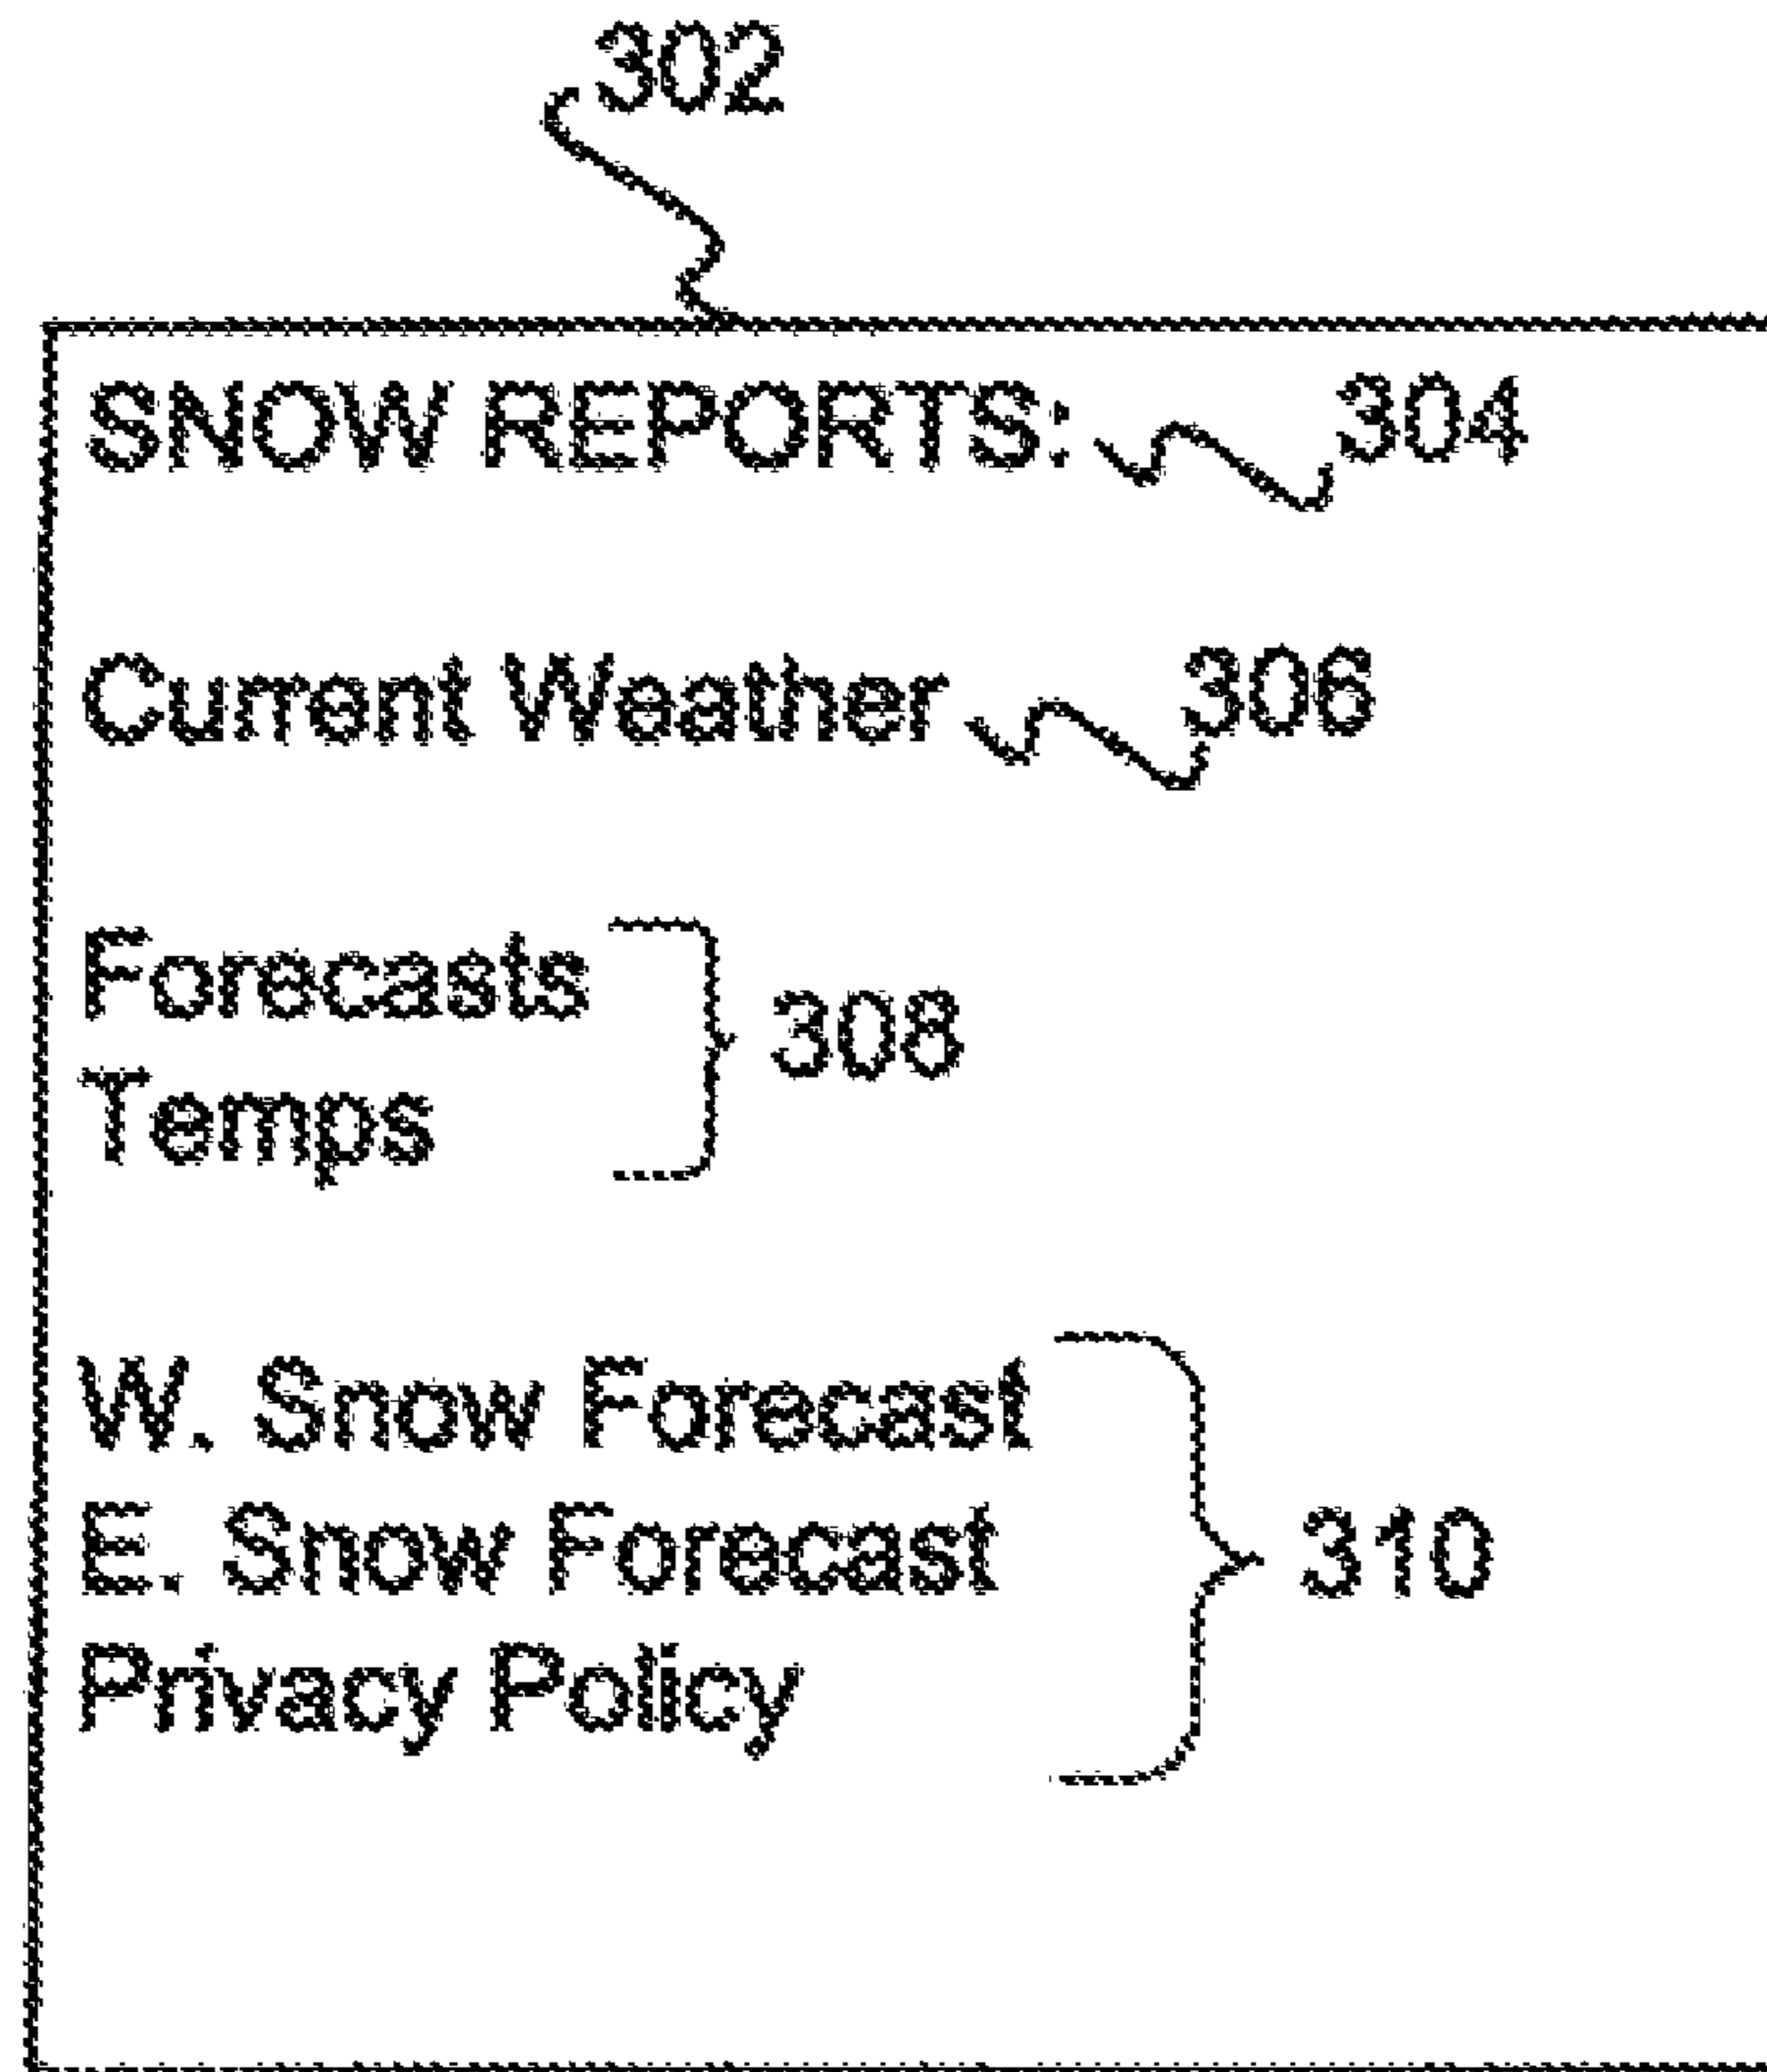 302
SNOW REPORTS: 304
Current Weather 306
Forecasts
Temps
308
W. Snow Forecast
E. Snow Forecast
Privacy Policy
310